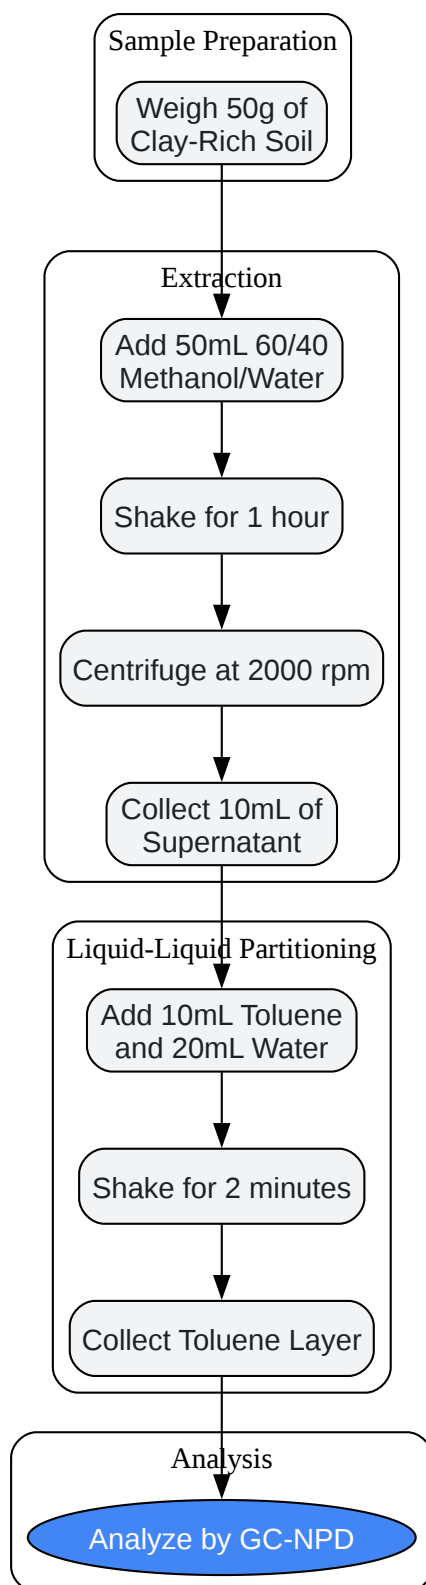 Sample Preparation
Weigh 50g of
Clay-Rich Soil
Extraction
Add 50mL 60/40
Methanol/Water
Shake for 1 hour
Centrifuge at 2000 rpm
Collect 10mL of
Supernatant
Liquid-Liquid Partitioning
Add 10mL Toluene
and 20mL Water
Shake for 2 minutes
Collect Toluene Layer
Analysis
Analyze by GC-NPD